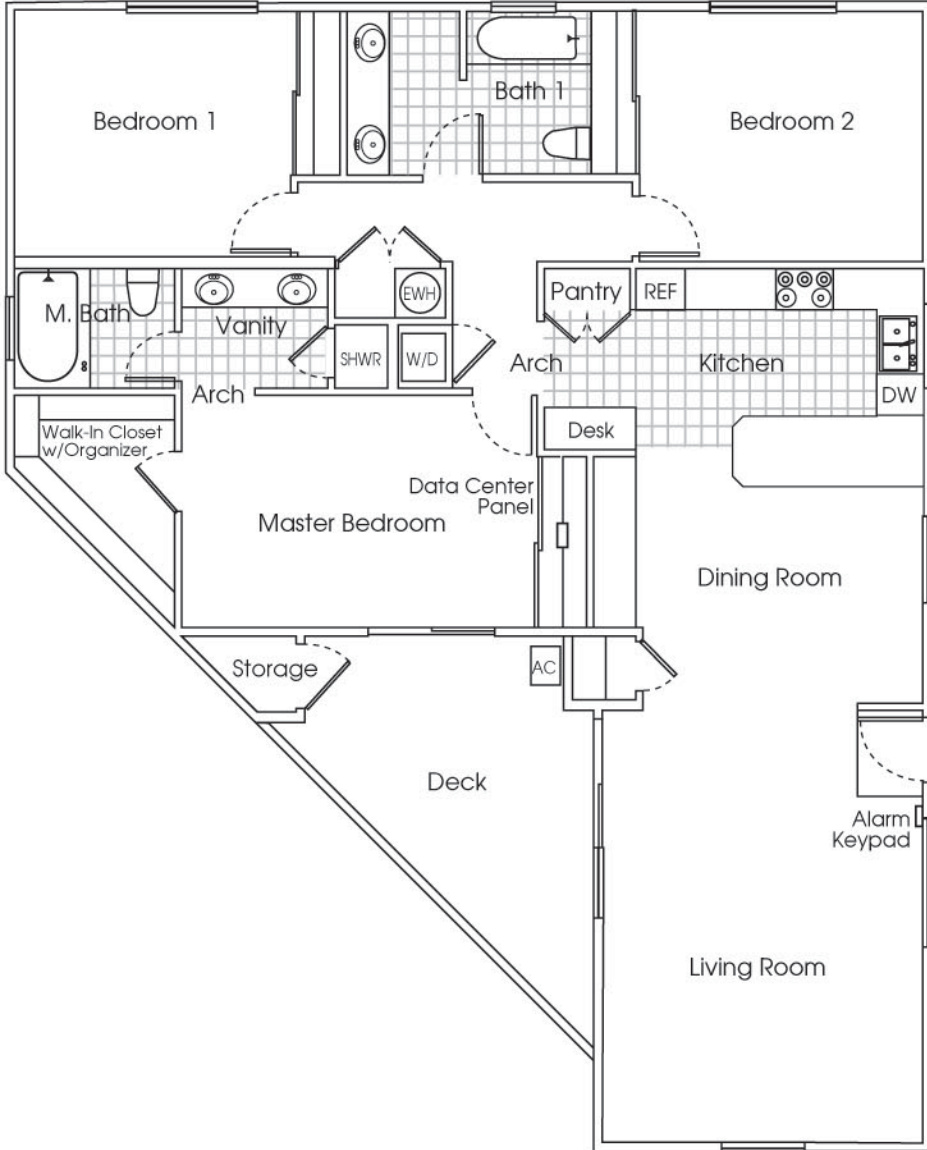 Bedroom 1
Bath 1
Bedroom 2
EWH
Pantry
REF
M. Bath
Vanity
SHWR
W/D
Arch
Kitchen
Arch
DW
Walk-In Closet
w/Organizer
Desk
Data Center
Panel
Master Bedroom
Dining Room
Storage
AC
Deck
Alarm
Keypad
Living Room